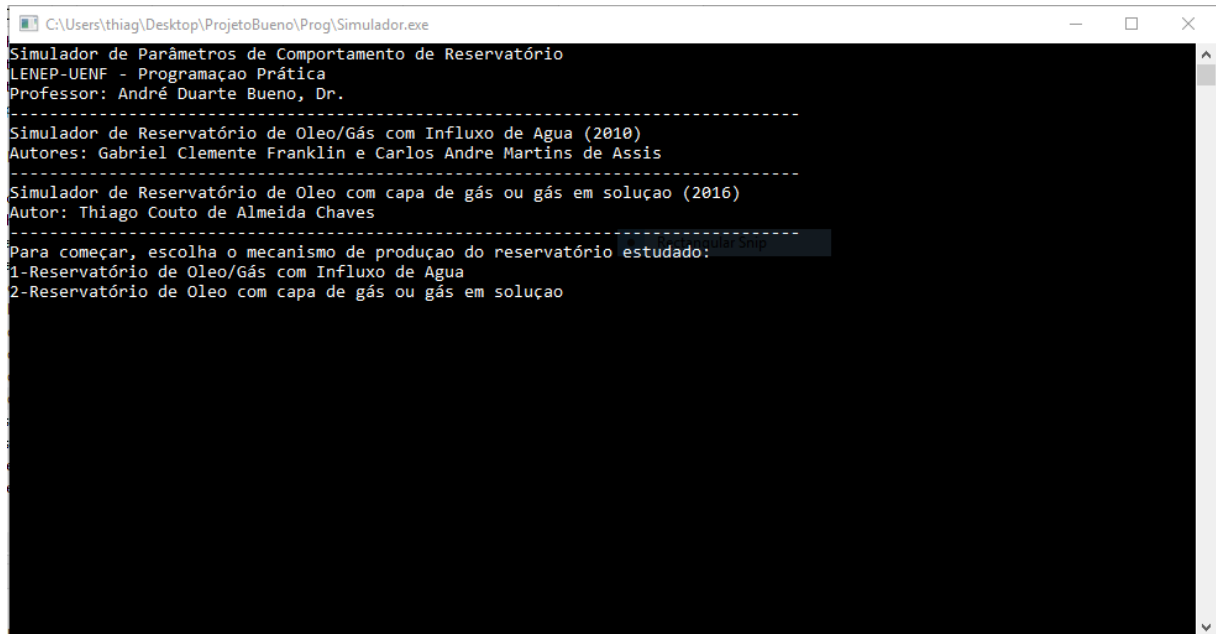 C:\Users\thiag\Desktop\ProjetoBueno\Prog\Simulador.exe
Simulador de Parâmetros de Comportamento de Reservatório
LENEP-UENF - Programaçao Prática
Professor: André Duarte Bueno, Dr.
-------------------------------------------------------------------------------
Simulador de Reservatório de Oleo/Gás com Influxo de Agua (2010)
Autores: Gabriel Clemente Franklin e Carlos Andre Martins de Assis
-------------------------------------------------------------------------------
Simulador de Reservatório de Oleo com capa de gás ou gás em soluçao (2016)
Autor: Thiago Couto de Almeida Chaves
-------------------------------------------------------------------------------
Rectangular Snip
Para começar, escolha o mecanismo de produçao do reservatório estudado:
1-Reservatório de Oleo/Gás com Influxo de Agua
2-Reservatório de Oleo com capa de gás ou gás em soluçao